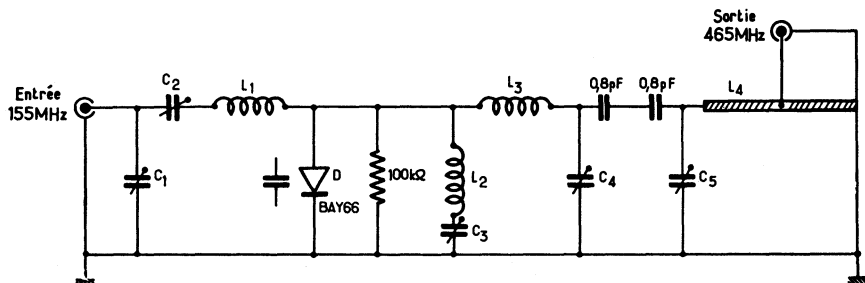 Sortie
465MHz
Entrée
155MHz
C2
L1
L3
0,8pF
0,8pF
L4
C1
D
BAY66
100kΩ
L2
C3
C4
C5